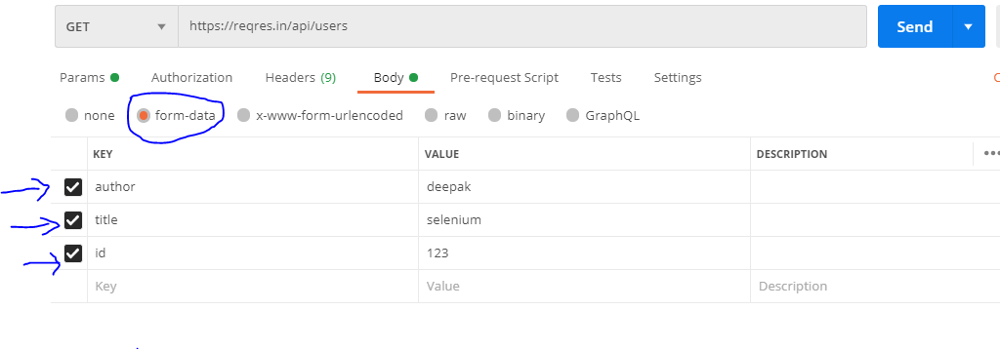 GET https://reqres.in/api/users Send
Params Authorization Headers (9) Body Pre-request Script Tests Settings
none form-data x-www-form-urlencoded raw binary GraphQL
KEY VALUE DESCRIPTION
author deepak
title selenium
id 123
Key Value Description